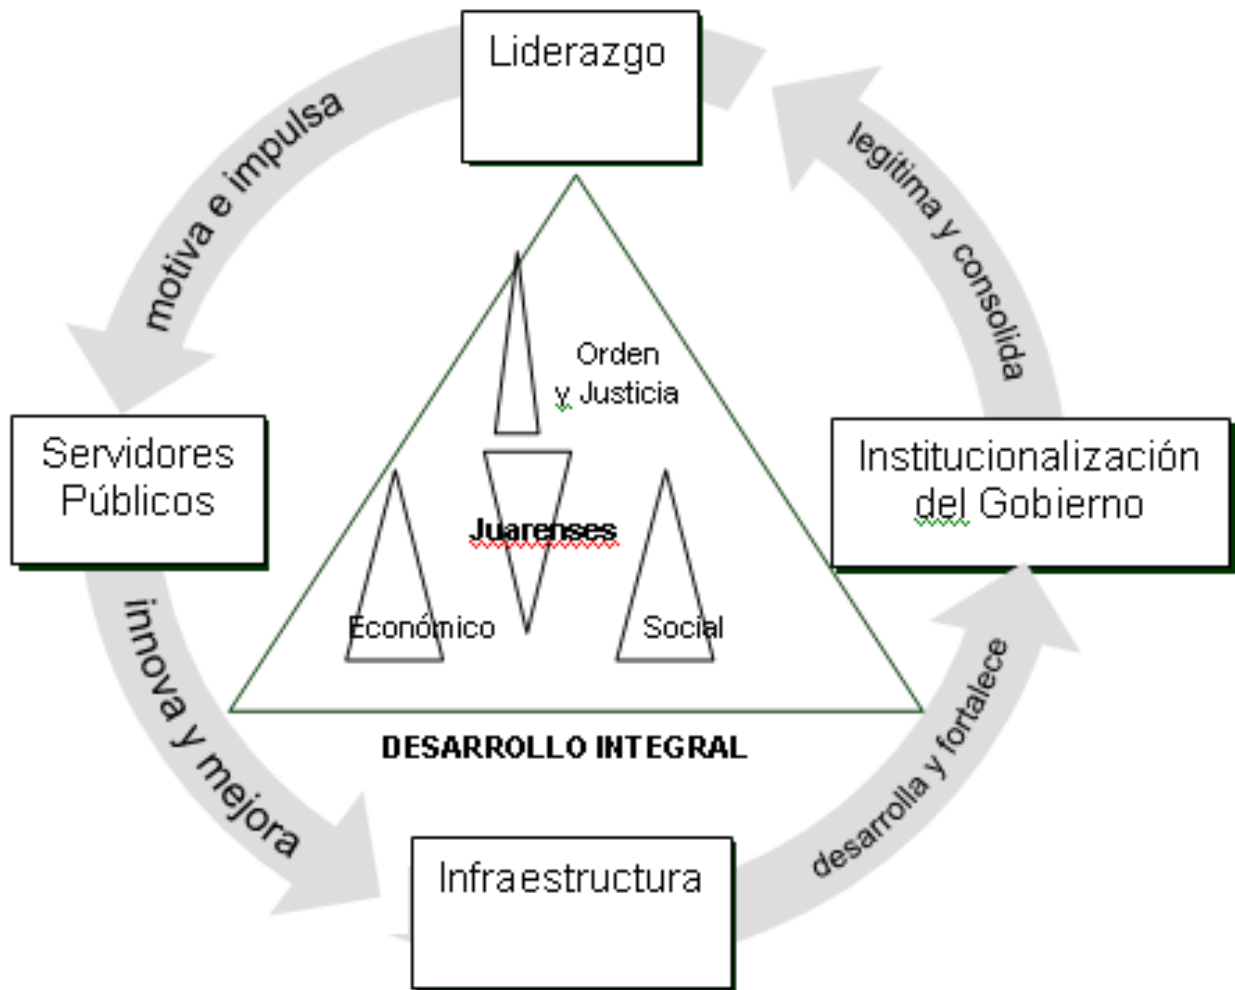 Liderazgo
motiva e impulsa
legitima y consolida
Orden
y Justicia
Servidores
Públicos
Institucionalización
del Gobierno
Juarenses
Económico
Social
innova y mejora
desarrolla y fortalece
DESARROLLO INTEGRAL
Infraestructura